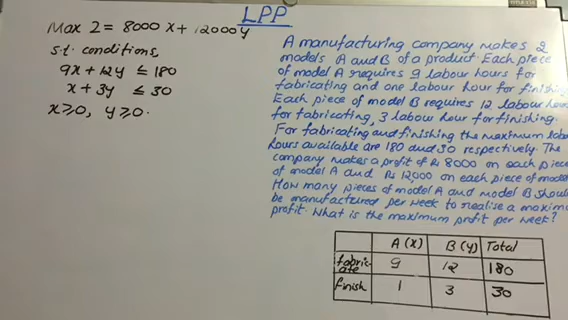 LPP
Max Z = 8000 x + 12000 y
s.t. conditions,
9x + 12y ≤ 180
x + 3y ≤ 30
x ≥ 0, y ≥ 0.
A manufacturing company makes 2
models A and B of a product. Each piece
of model A requires 9 labour hours for
fabricating and one labour hour for finishing
Each piece of model B requires 12 labour hours
for fabricating, 3 labour hour for finishing.
For fabricating and finishing the maximum labo
hours available are 180 and 30 respectively. The
company makes a profit of Rs 8000 on each piece
of model A and Rs 12000 on each piece of model
How many pieces of model A and model B should
be manufactured per week to realise a maxim
profit. What is the maximum profit per week?
A (x) B (y) Total
fabric-ate 9 12 180
finish 1 3 30